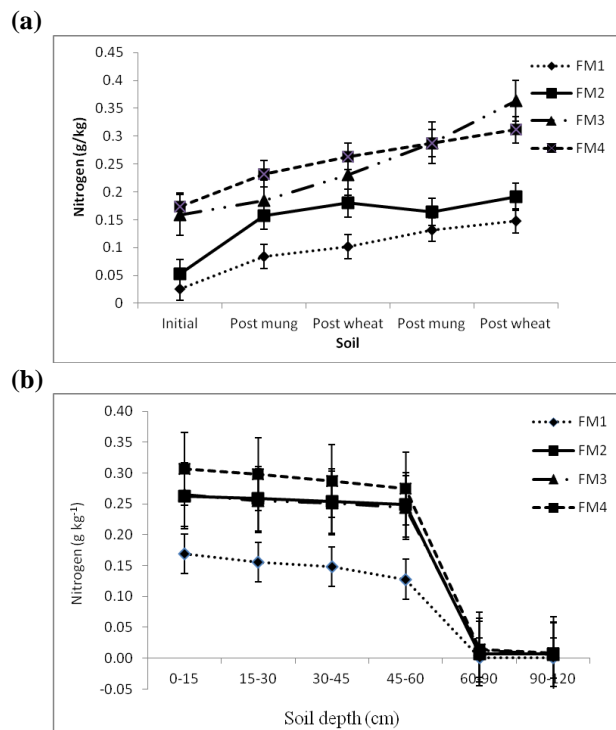 (a)
0.45
0.4
0.35
0.3
0.25
0.2
0.15
0.1
0.05
0
Nitrogen (g/kg)
Initial Post mung Post wheat Post mung Post wheat
Soil
FM1
FM2
FM3
FM4
(b)
0.40
0.35
0.30
0.25
0.20
0.15
0.10
0.05
0.00
-0.05
Nitrogen (g kg-1)
0-15 15-30 30-45 45-60 60-90 90-120
Soil depth (cm)
FM1
FM2
FM3
FM4